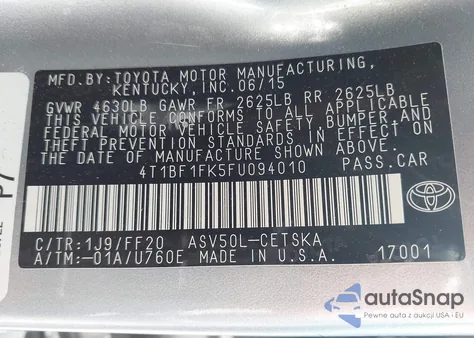 MFD.BY:TOYOTA MOTOR MANUFACTURING,
KENTUCKY, INC.06/15
GVWR 4630LB GAWR FR 2625LB RR 2625LB
THIS VEHICLE CONFORMS TO ALL APPLICABLE
FEDERAL MOTOR VEHICLE SAFETY, BUMPER, AND
THEFT PREVENTION STANDARDS IN EFFECT ON
THE DATE OF MANUFACTURE SHOWN ABOVE.
4T1BF1FK5FU094010 PASS.CAR
C/TR:1J9/FF20 ASV50L-CETSKA
A/TM:-01A/U760E MADE IN U.S.A. 17001
TOYOTA
autoSnap
Pewne auta z aukcji USA i EU